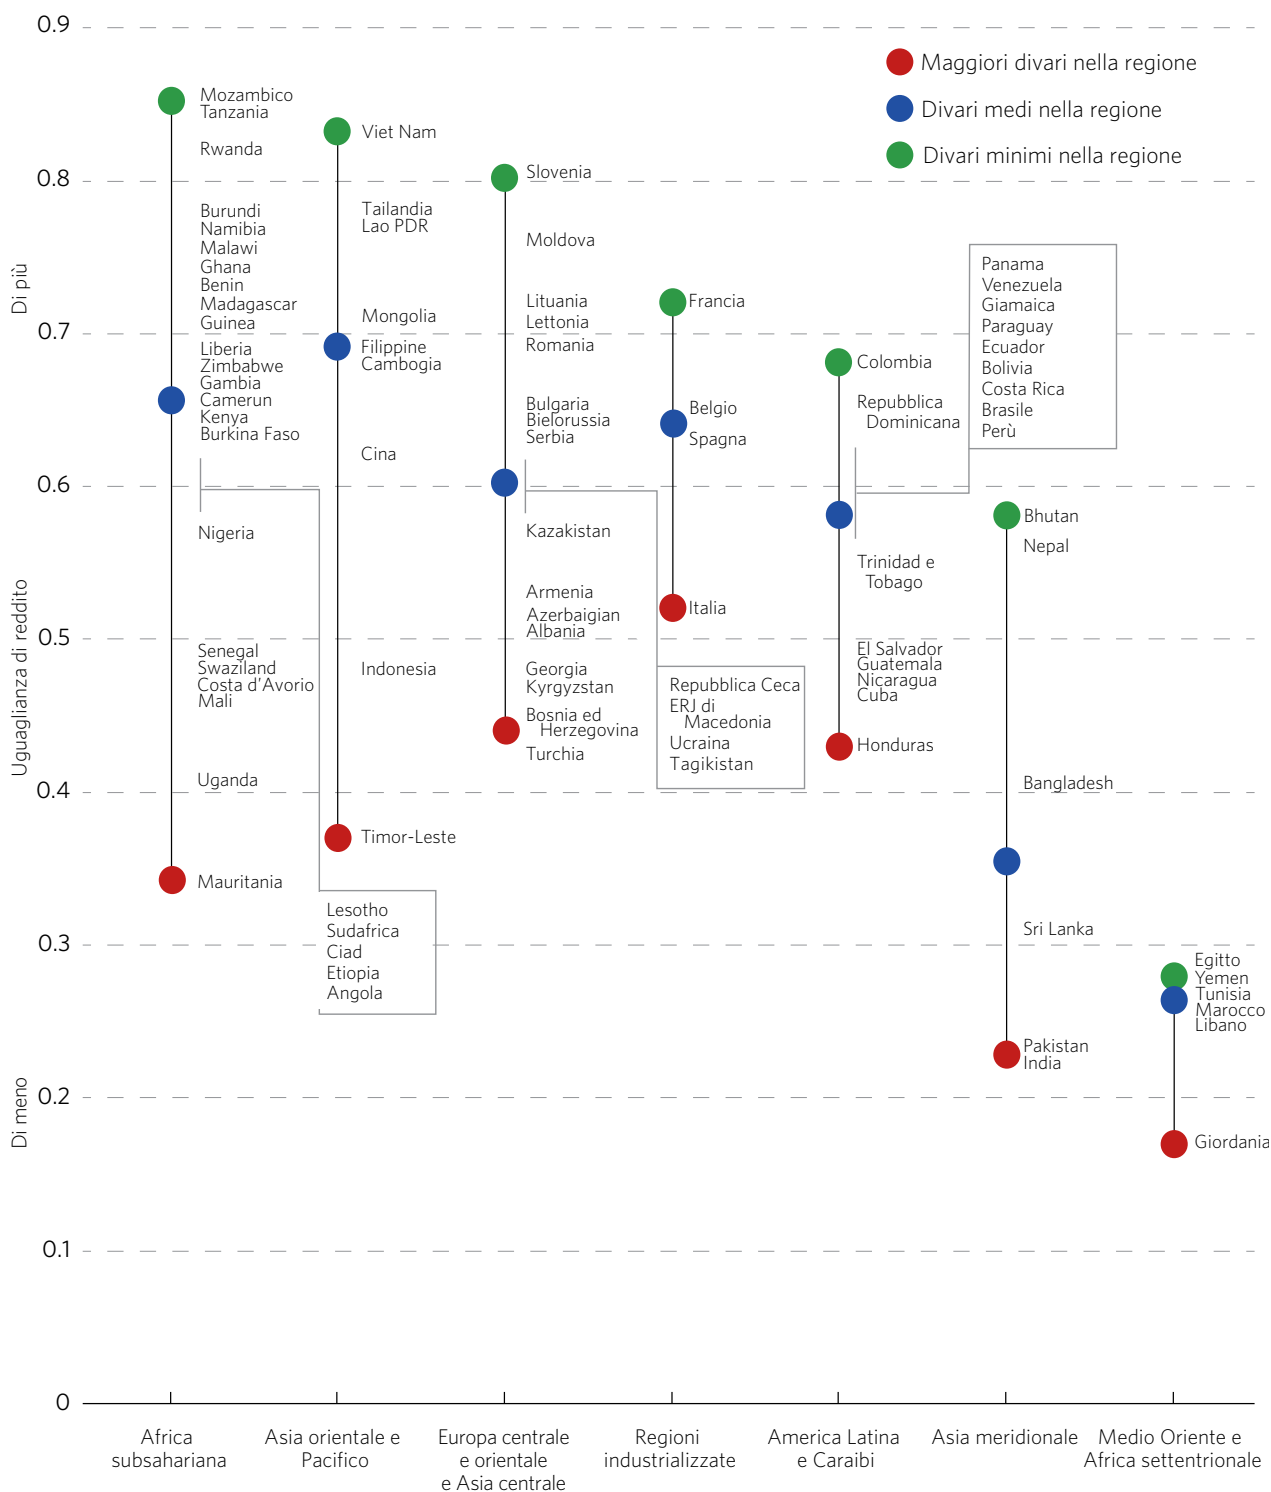 0.9
0.8
0.7
0.6
0.5
0.4
0.3
0.2
0.1
0
Di più
Uguaglianza di reddito
Di meno
Maggiori divari nella regione
Divari medi nella regione
Divari minimi nella regione
Mozambico
Tanzania
Rwanda
Burundi
Namibia
Malawi
Ghana
Benin
Madagascar
Guinea
Liberia
Zimbabwe
Gambia
Camerun
Kenya
Burkina Faso
Nigeria
Senegal
Swaziland
Costa d'Avorio
Mali
Uganda
Mauritania
Lesotho
Sudafrica
Ciad
Etiopia
Angola
Viet Nam
Tailandia
Lao PDR
Mongolia
Filippine
Cambogia
Cina
Indonesia
Timor-Leste
Slovenia
Moldova
Lituania
Lettonia
Romania
Bulgaria
Bielorussia
Serbia
Kazakistan
Armenia
Azerbaigian
Albania
Georgia
Kyrgyzstan
Bosnia ed
Herzegovina
Turchia
Repubblica Ceca
ERJ di
Macedonia
Ucraina
Tagikistan
Francia
Belgio
Spagna
Italia
Colombia
Repubblica
Dominicana
Trinidad e
Tobago
El Salvador
Guatemala
Nicaragua
Cuba
Honduras
Panama
Venezuela
Giamaica
Paraguay
Ecuador
Bolivia
Costa Rica
Brasile
Perù
Bhutan
Nepal
Bangladesh
Sri Lanka
Pakistan
India
Egitto
Yemen
Tunisia
Marocco
Libano
Giordania
Africa
subsahariana
Asia orientale e
Pacifico
Europa centrale
e orientale
e Asia centrale
Regioni
industrializzate
America Latina
e Caraibi
Asia meridionale
Medio Oriente e
Africa settentrionale